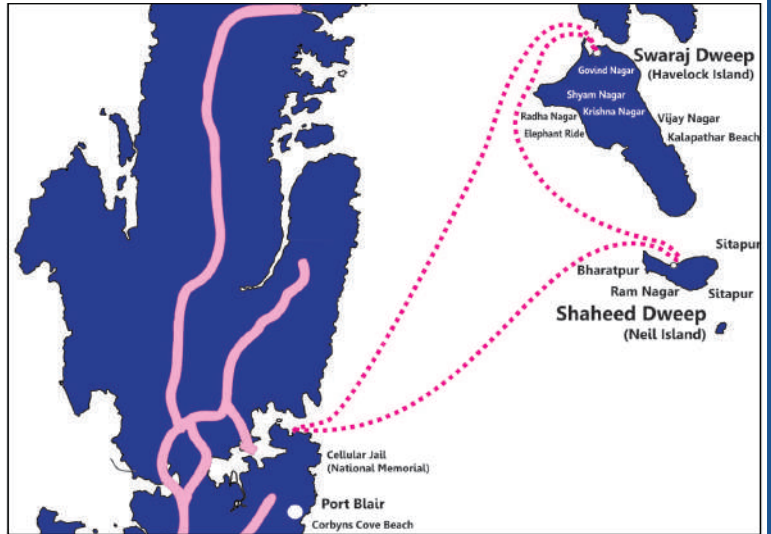 Swaraj Dweep
(Havelock Island)
Govind Nagar
Shyam Nagar
Krishna Nagar
Radha Nagar
Vijay Nagar
Elephant Ride
Kalapathar Beach
Sitapur
Bharatpur
Ram Nagar
Sitapur
Shaheed Dweep
(Neil Island)
Cellular Jail
(National Memorial)
Port Blair
Corbyns Cove Beach